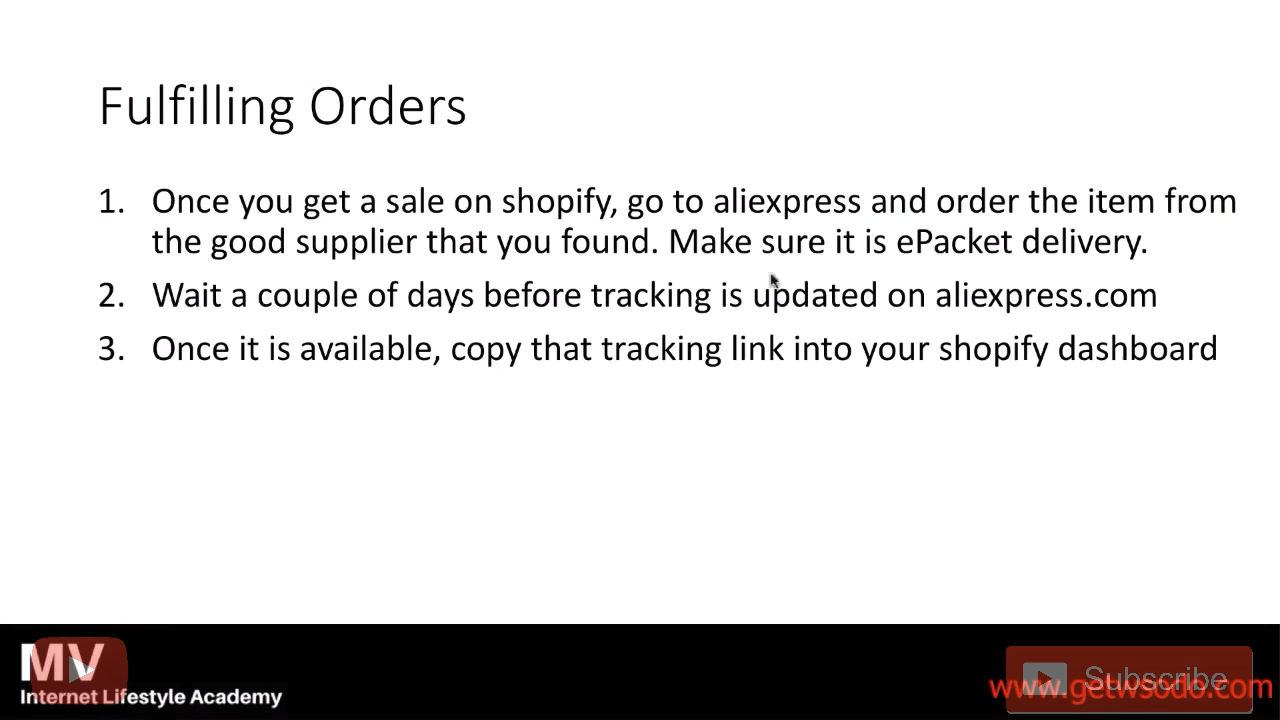 Fulfilling Orders
1. Once you get a sale on shopify, go to aliexpress and order the item from
the good supplier that you found. Make sure it is ePacket delivery.
2. Wait a couple of days before tracking is updated on aliexpress.com
3. Once it is available, copy that tracking link into your shopify dashboard
MV
Internet Lifestyle Academy
Subscribe
www.getwsodo.com